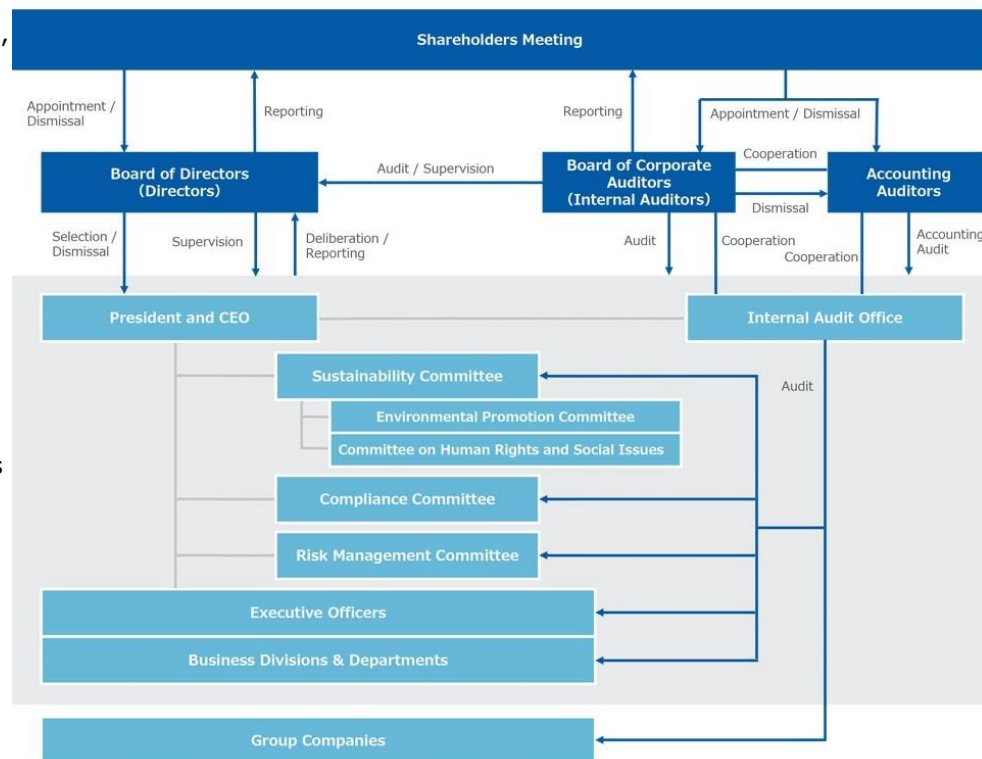 ,
Shareholders Meeting
Appointment /
Dismissal
Reporting
Reporting
Appointment / Dismissal
Board of Directors
(Directors)
Audit / Supervision
Board of Corporate
Auditors
(Internal Auditors)
Cooperation
Dismissal
Accounting
Auditors
Selection /
Dismissal
Supervision
Deliberation /
Reporting
Audit
Cooperation
Cooperation
Accounting
Audit
President and CEO
Internal Audit Office
Sustainability Committee
Audit
Environmental Promotion Committee
Committee on Human Rights and Social Issues
s
Compliance Committee
Risk Management Committee
Executive Officers
Business Divisions & Departments
Group Companies